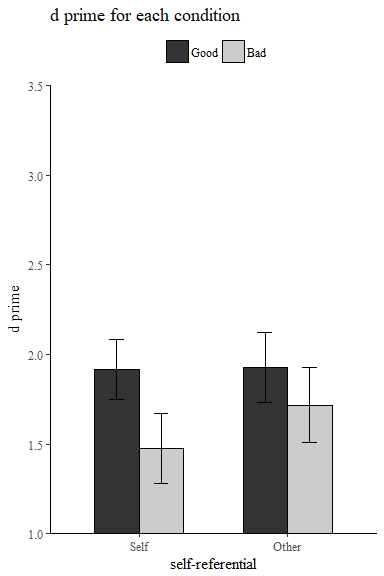 d prime for each condition
Good Bad
3.5
3.0
2.5
2.0
1.5
1.0
d prime
Self Other
self-referential